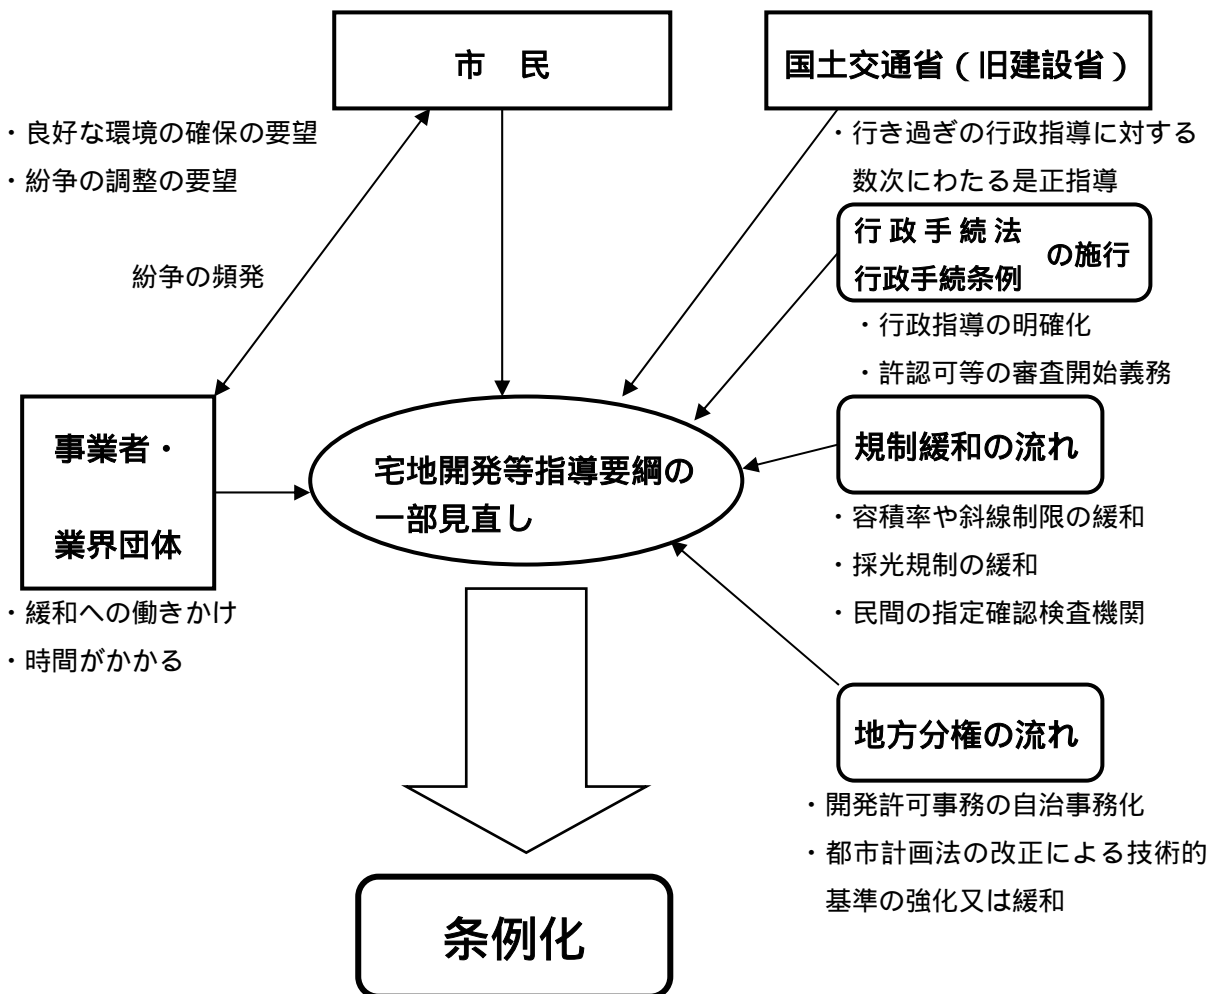 市　民
国土交通省（旧建設省）
・良好な環境の確保の要望
・紛争の調整の要望
・行き過ぎの行政指導に対する
数次にわたる是正指導
行政手続法
行政手続条例
の施行
紛争の頻発
・行政指導の明確化
・許認可等の審査開始義務
事業者・
業界団体
宅地開発等指導要綱の
一部見直し
規制緩和の流れ
・容積率や斜線制限の緩和
・採光規制の緩和
・民間の指定確認検査機関
・緩和への働きかけ
・時間がかかる
地方分権の流れ
・開発許可事務の自治事務化
・都市計画法の改正による技術的
基準の強化又は緩和
条例化